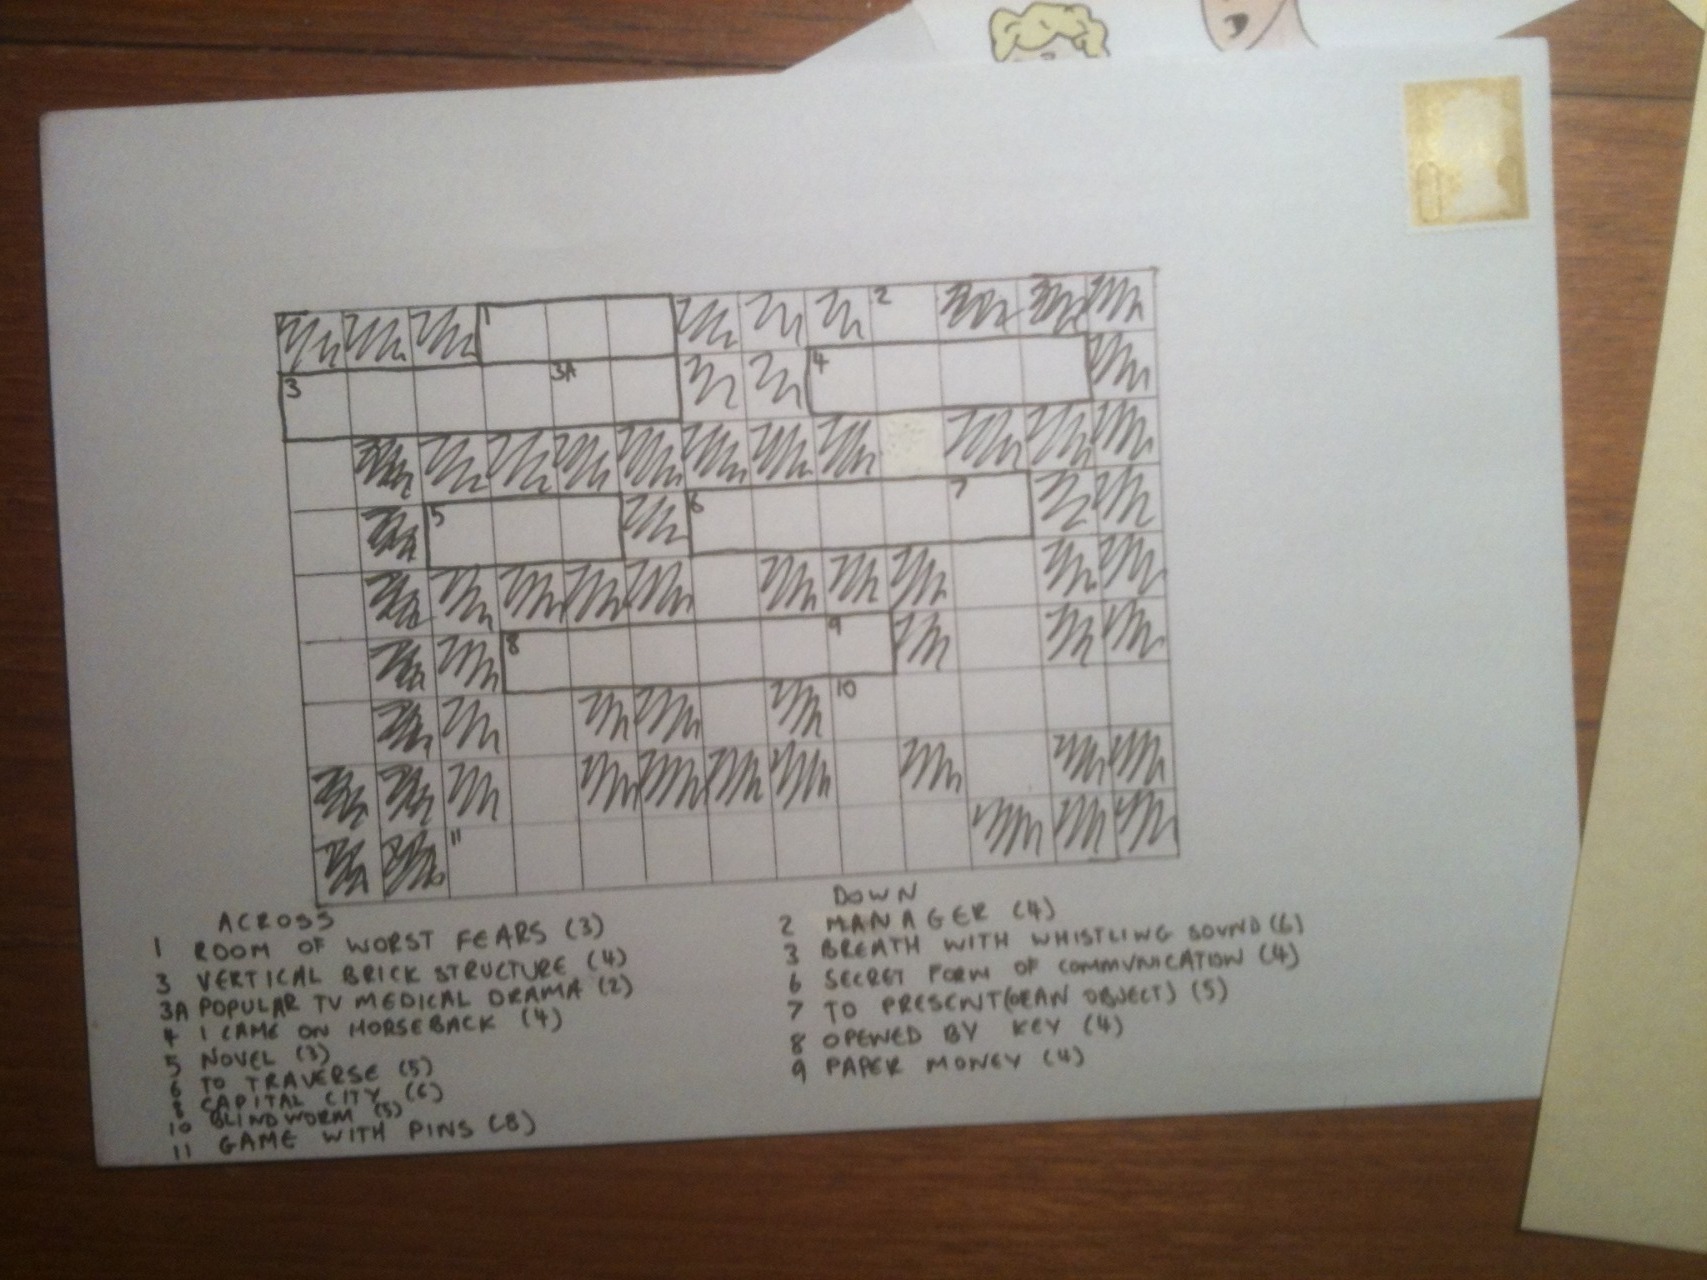 1
2
3
3A
4
5
6
7
8
9
10
11
ACROSS
1 ROOM OF WORST FEARS (3)
3 VERTICAL BRICK STRUCTURE (4)
3A POPULAR TV MEDICAL DRAMA (2)
4 I CAME ON HORSEBACK (4)
5 NOVEL (3)
6 TO TRAVERSE (5)
8 CAPITAL CITY (6)
10 BLINDWORM (5)
11 GAME WITH PINS (8)
DOWN
2 MANAGER (4)
3 BREATH WITH WHISTLING SOUND (6)
6 SECRET FORM OF COMMUNICATION (4)
7 TO PRESENT (OF AN OBJECT) (5)
8 OPENED BY KEY (4)
9 PAPER MONEY (4)